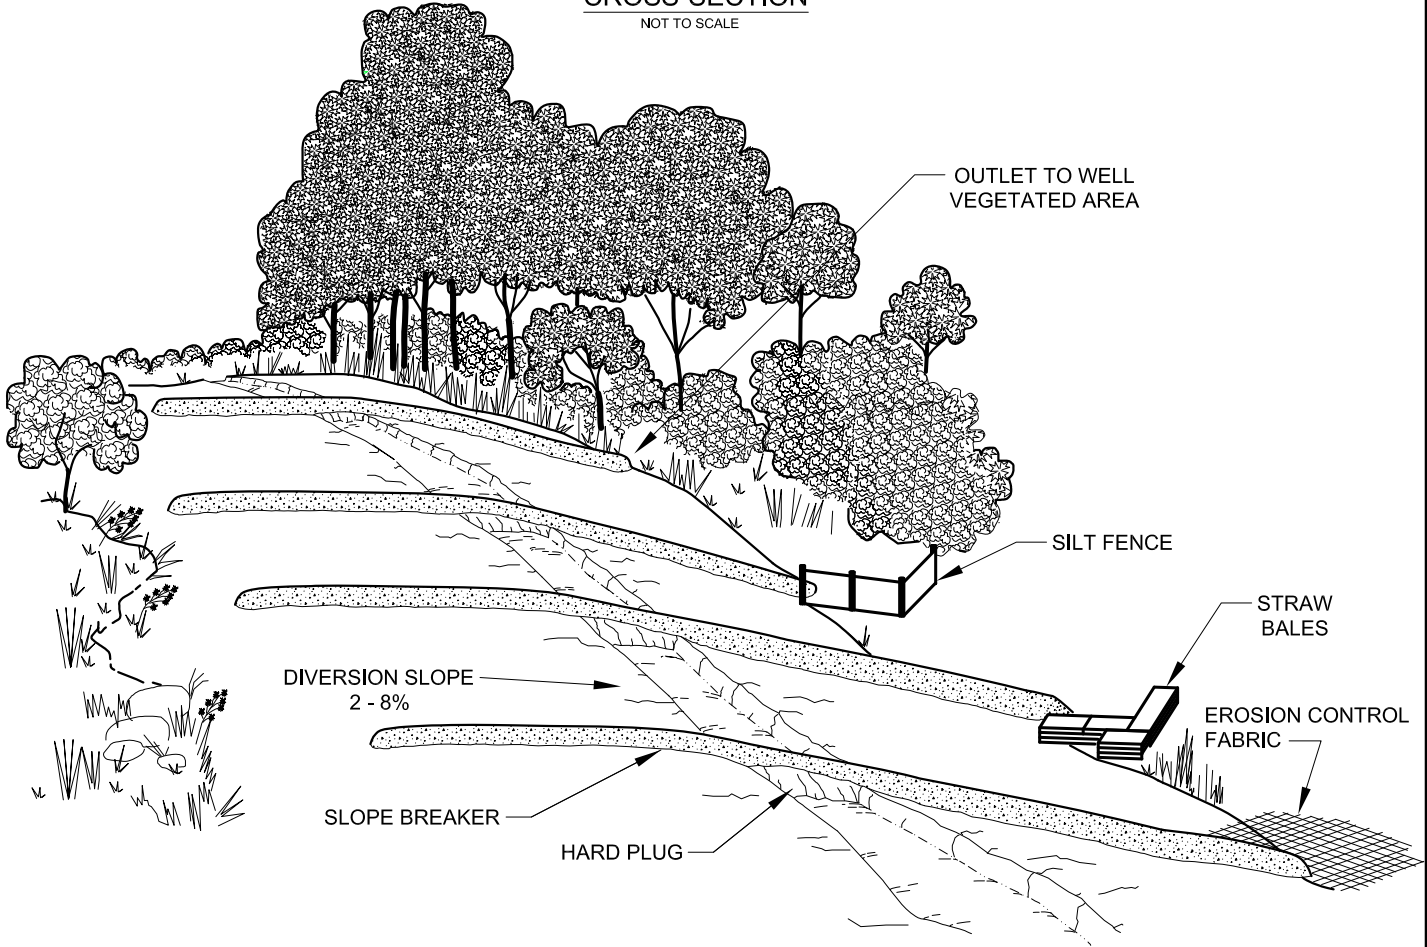 CROSS SECTION
NOT TO SCALE
OUTLET TO WELL
VEGETATED AREA
SILT FENCE
STRAW
BALES
DIVERSION SLOPE
2 - 8%
EROSION CONTROL
FABRIC
SLOPE BREAKER
HARD PLUG